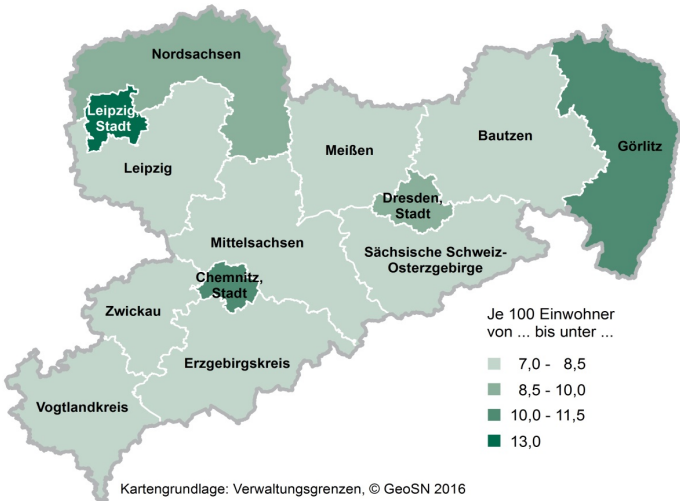 Nordsachsen
Leipzig,
Stadt
Leipzig
Meißen
Bautzen
Görlitz
Dresden,
Stadt
Mittelsachsen
Sächsische Schweiz-
Osterzgebirge
Chemnitz,
Stadt
Zwickau
Erzgebirgskreis
Vogtlandkreis
Je 100 Einwohner
von ... bis unter ...
7,0 - 8,5
8,5 - 10,0
10,0 - 11,5
13,0
Kartengrundlage: Verwaltungsgrenzen, © GeoSN 2016